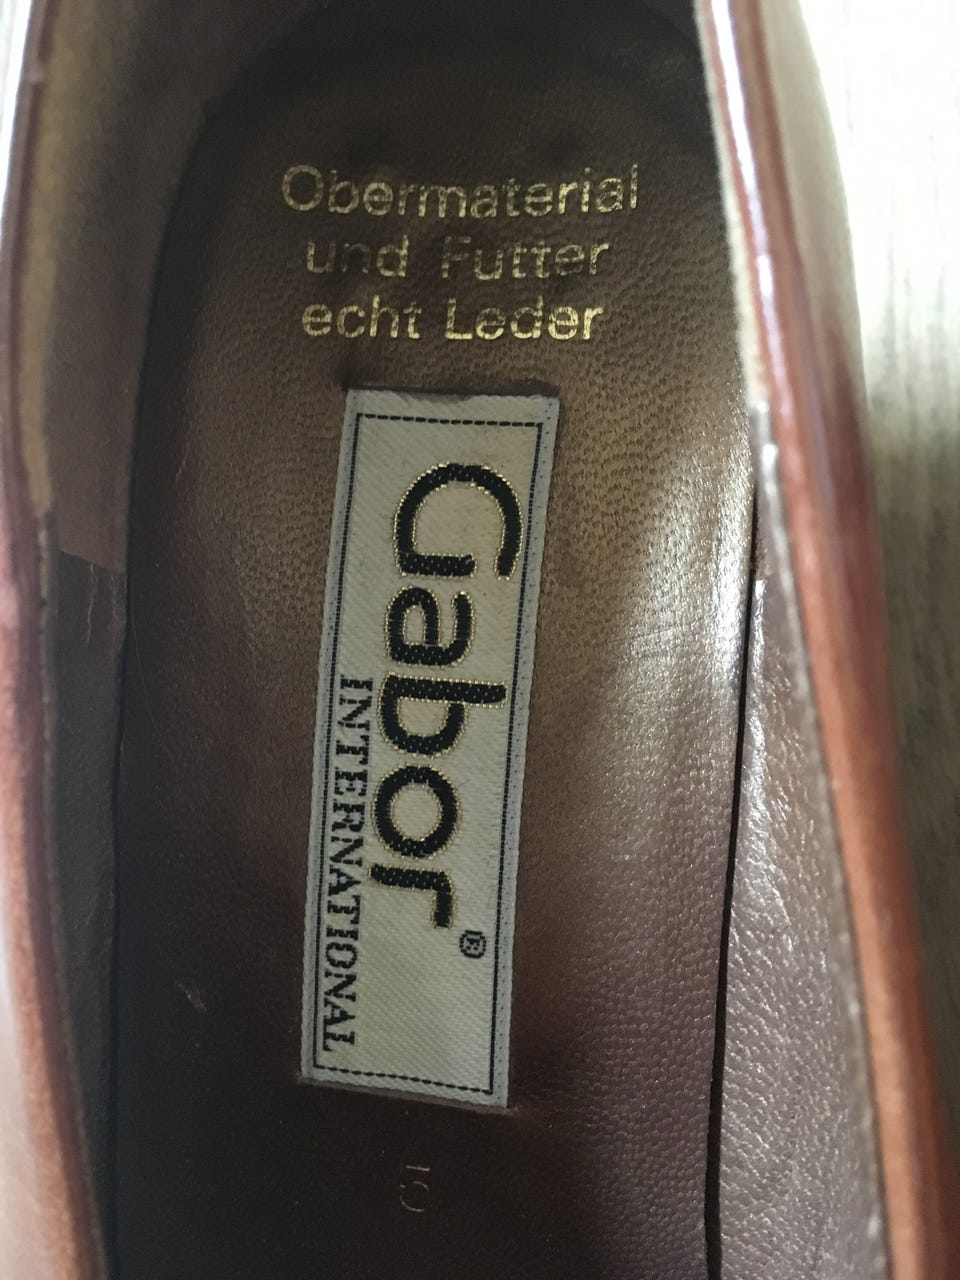 Obermaterial
und Futter
echt Leder
Gabor®
INTERNATIONAL